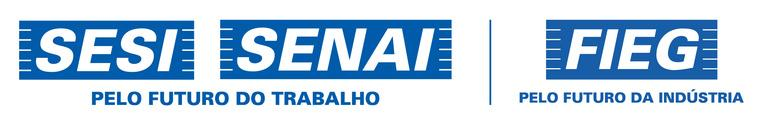 SESI SENAI FIEG
PELO FUTURO DO TRABALHO PELO FUTURO DA INDÚSTRIA